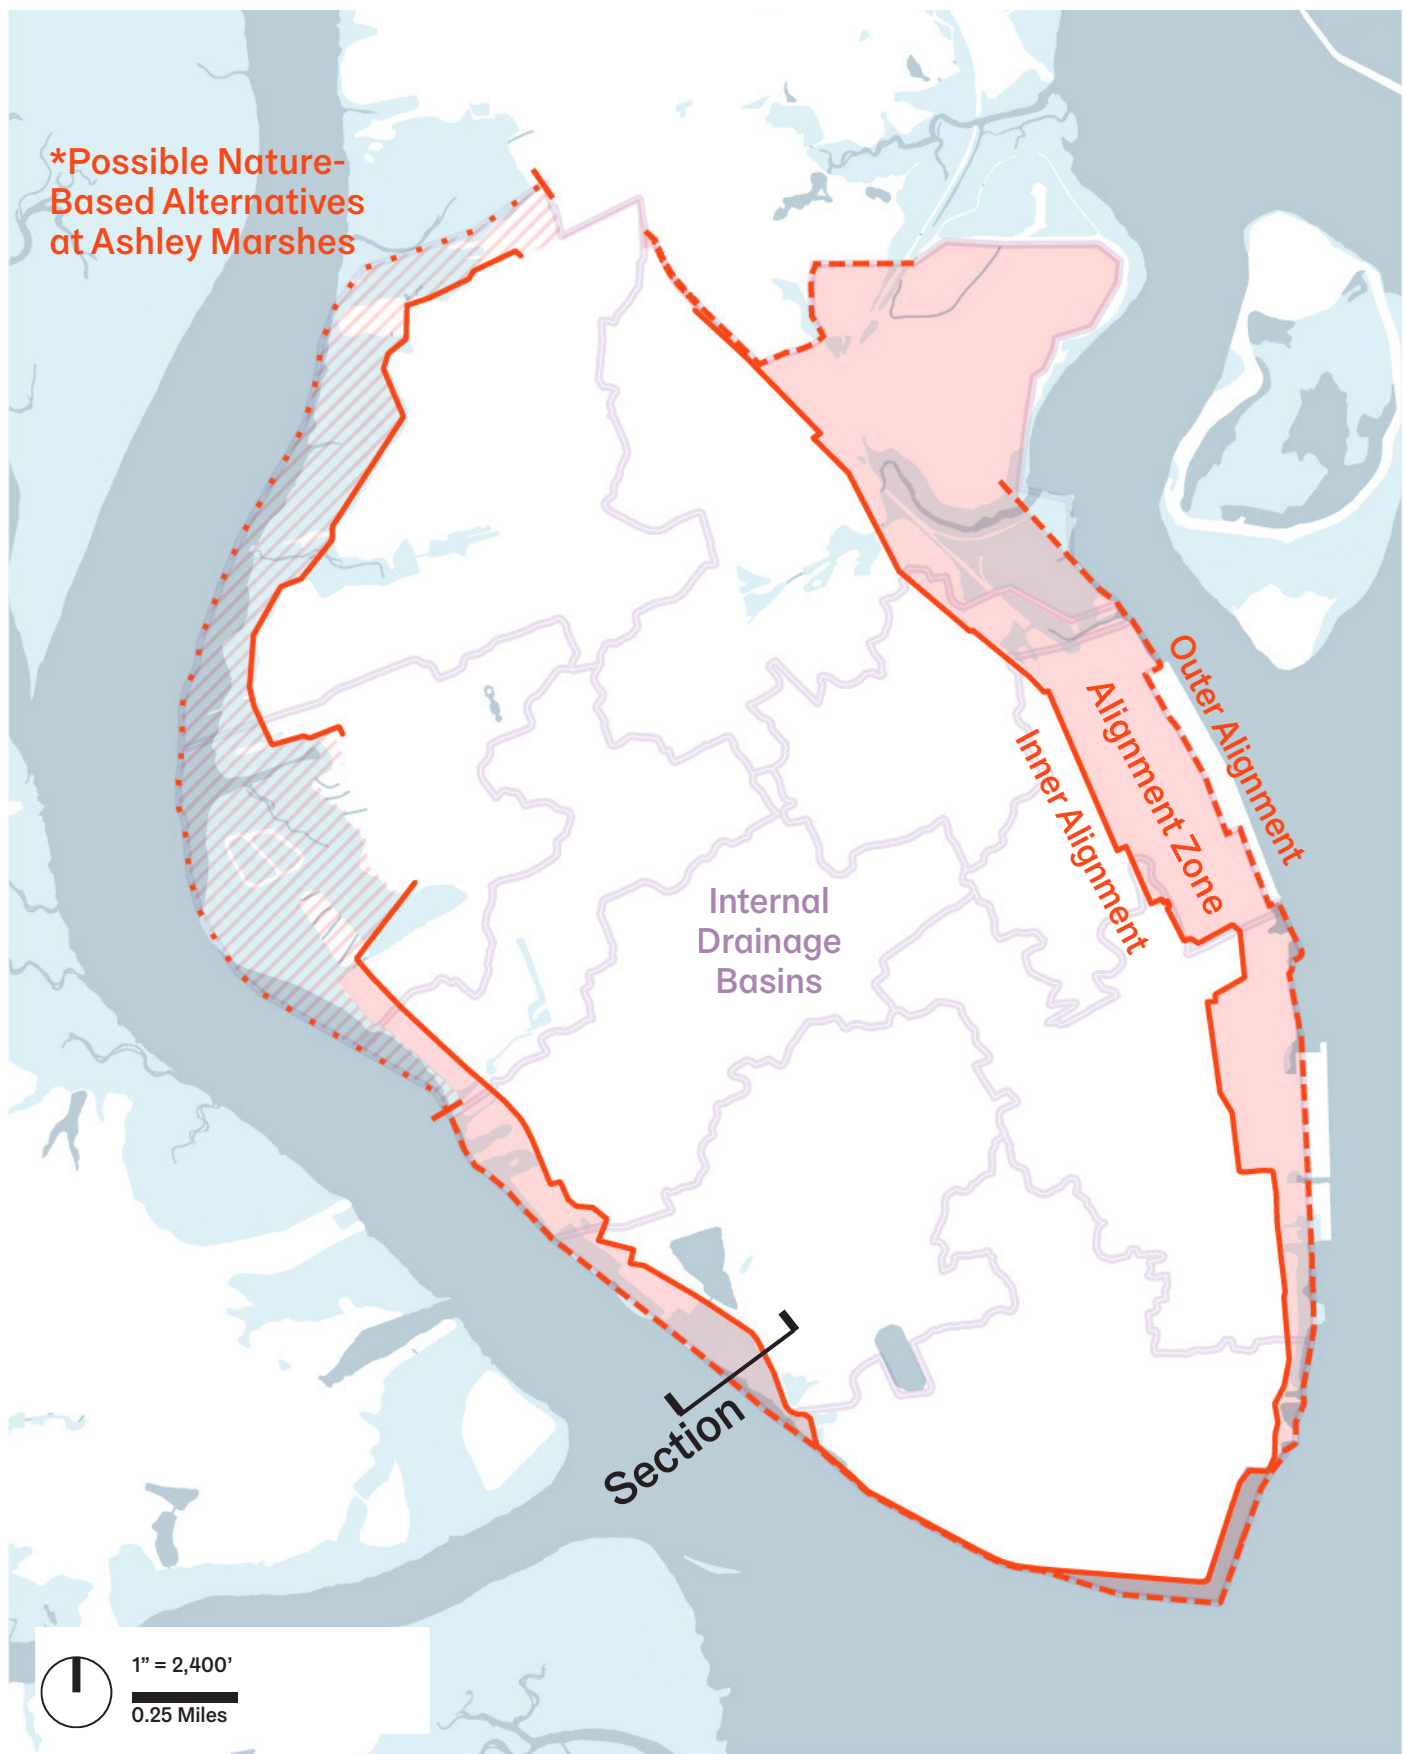 *Possible Nature-
Based Alternatives
at Ashley Marshes
Outer Alignment
Alignment Zone
Inner Alignment
Internal
Drainage
Basins
Section
1” = 2,400’
0.25 Miles